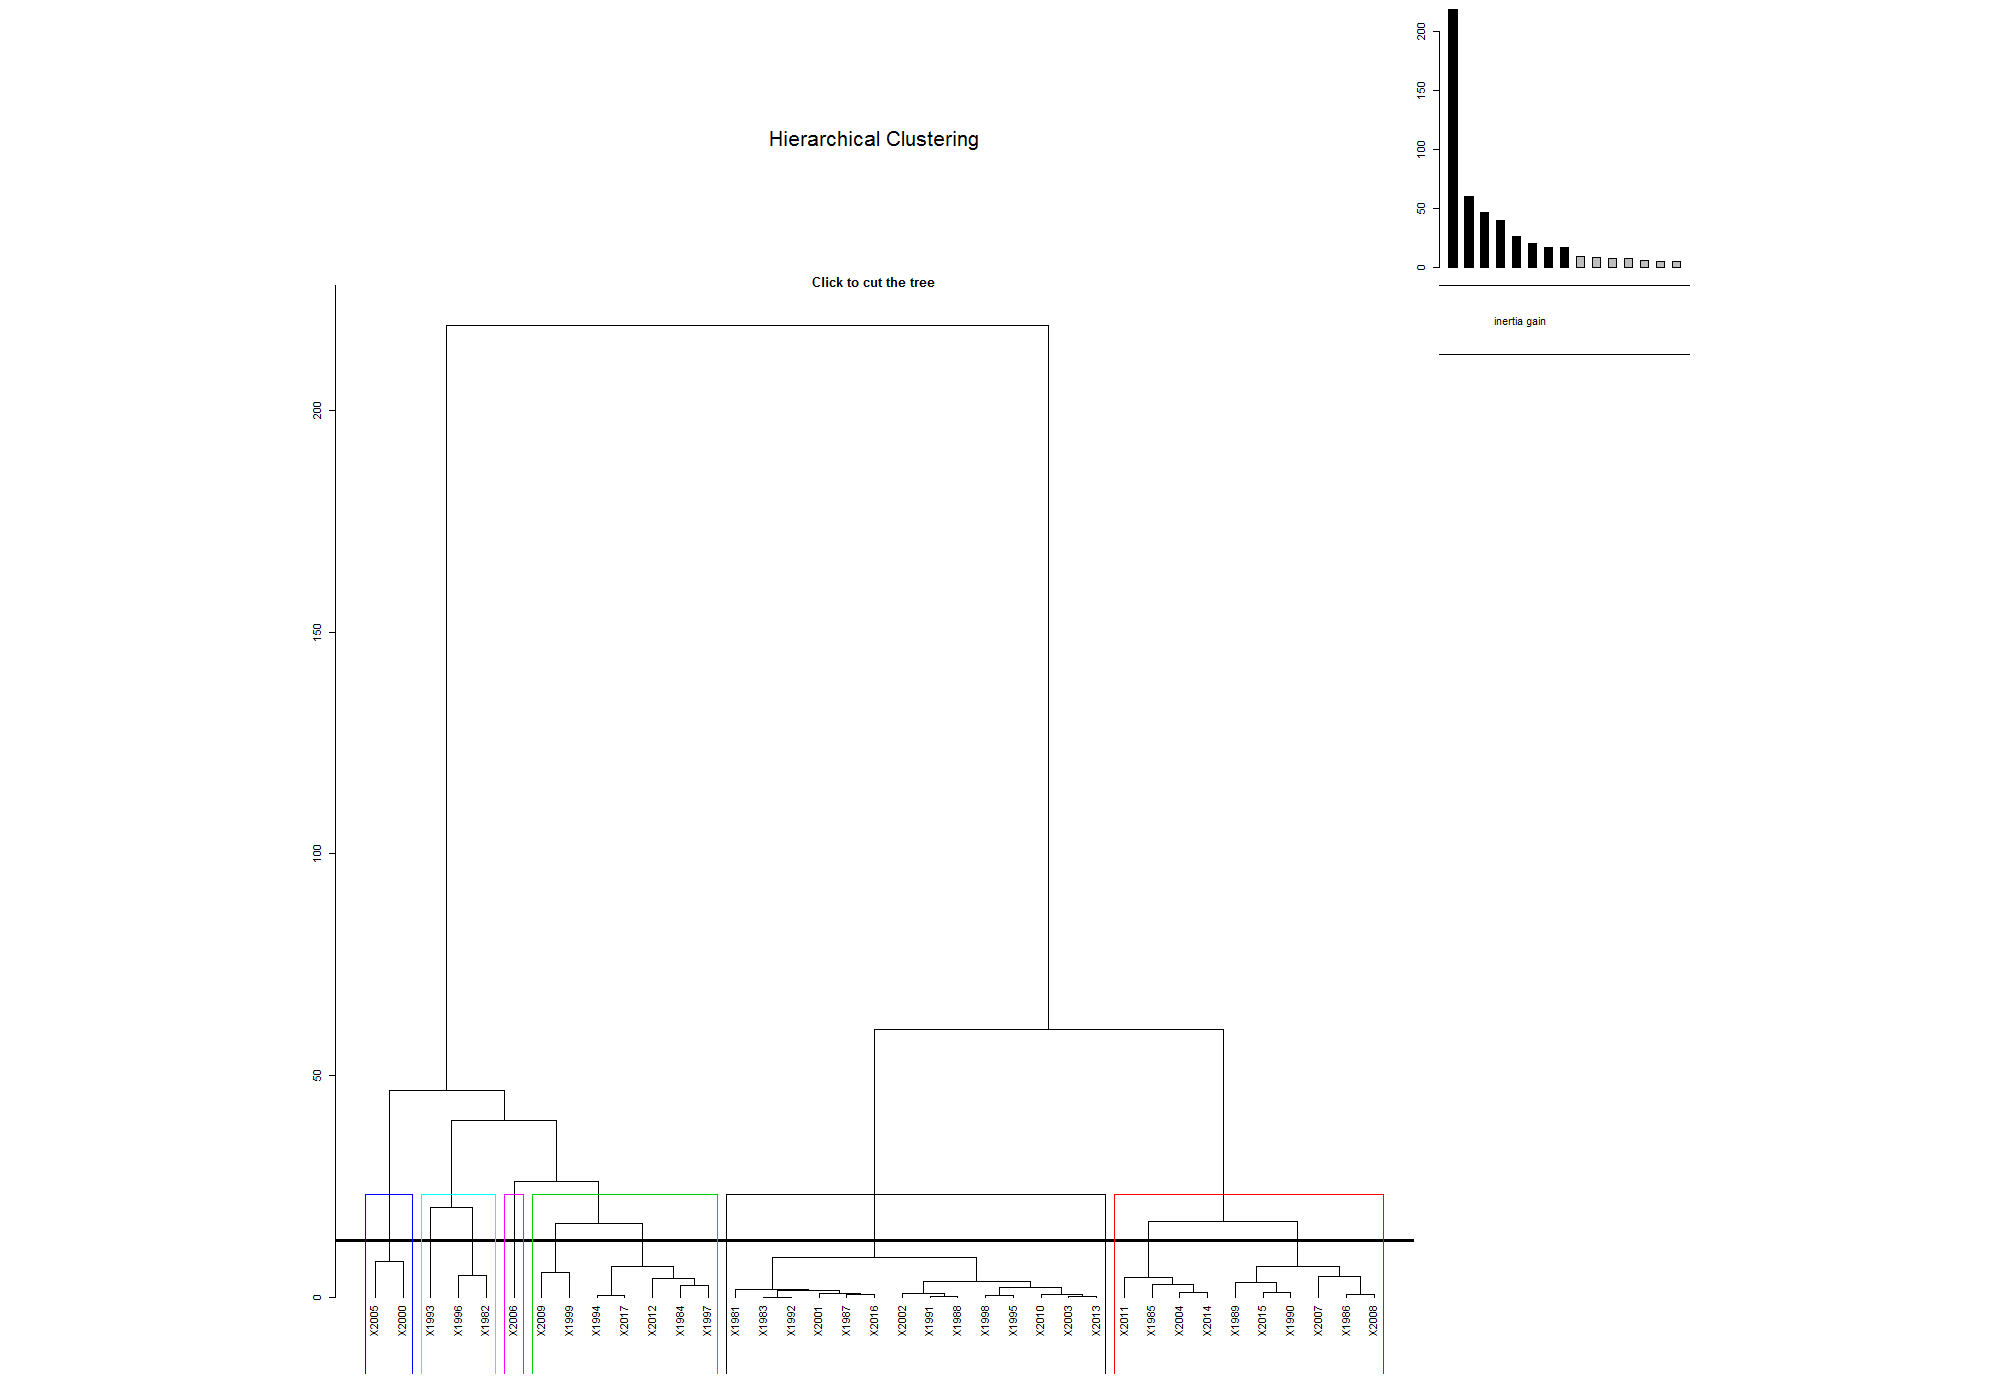 Hierarchical Clustering
Click to cut the tree
0
50
100
150
200
inertia gain
0
50
100
150
200
X2005
X2000
X1993
X1996
X1982
X2006
X2009
X1999
X1994
X2017
X2012
X1984
X1997
X1981
X1983
X1992
X2001
X1987
X2016
X2002
X1991
X1988
X1998
X1995
X2010
X2003
X2013
X2011
X1985
X2004
X2014
X1989
X2015
X1990
X2007
X1986
X2008